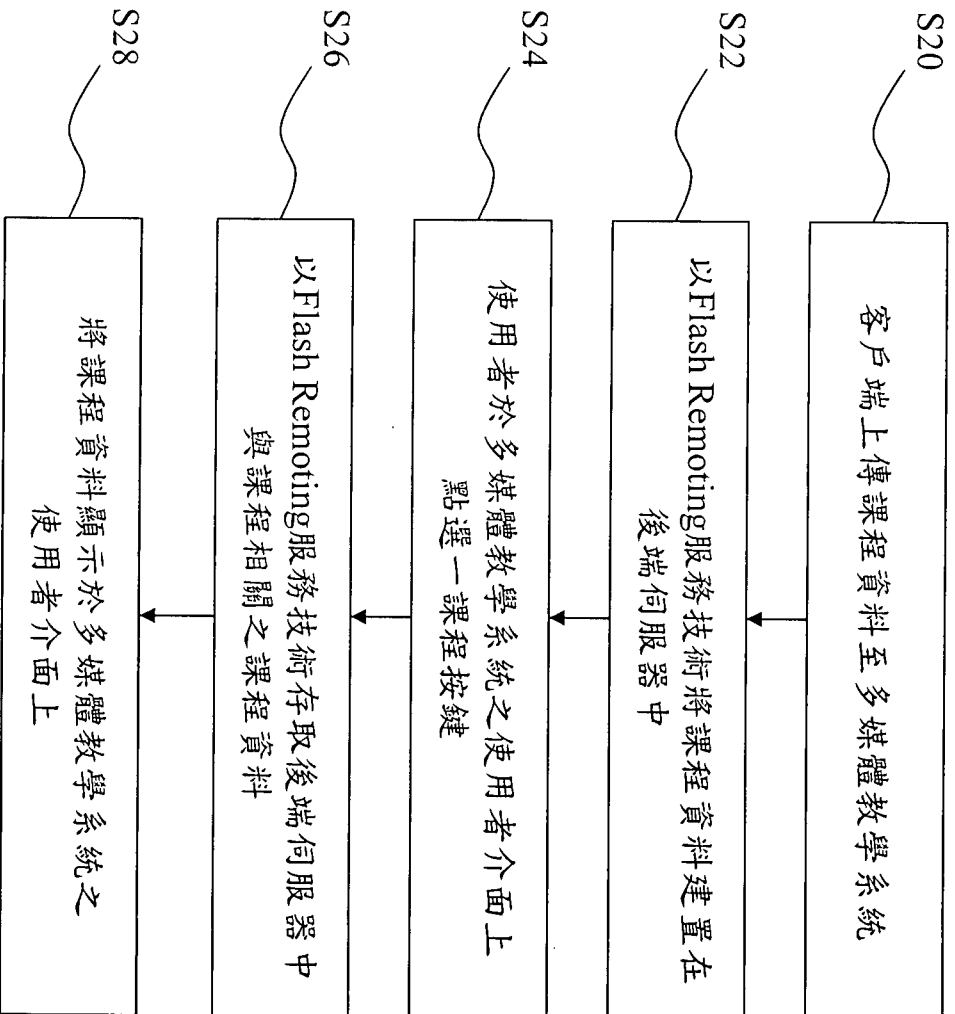 S20
客戶端上傳課程資料至多媒體教學系統
S22
以Flash Remoting服務技術將課程資料建置在
後端伺服器中
S24
使用者於多媒體教學系統之使用者介面上
點選一課程按鍵
S26
以Flash Remoting服務技術存取後端伺服器中
與課程相關之課程資料
S28
將課程資料顯示於多媒體教學系統之
使用者介面上